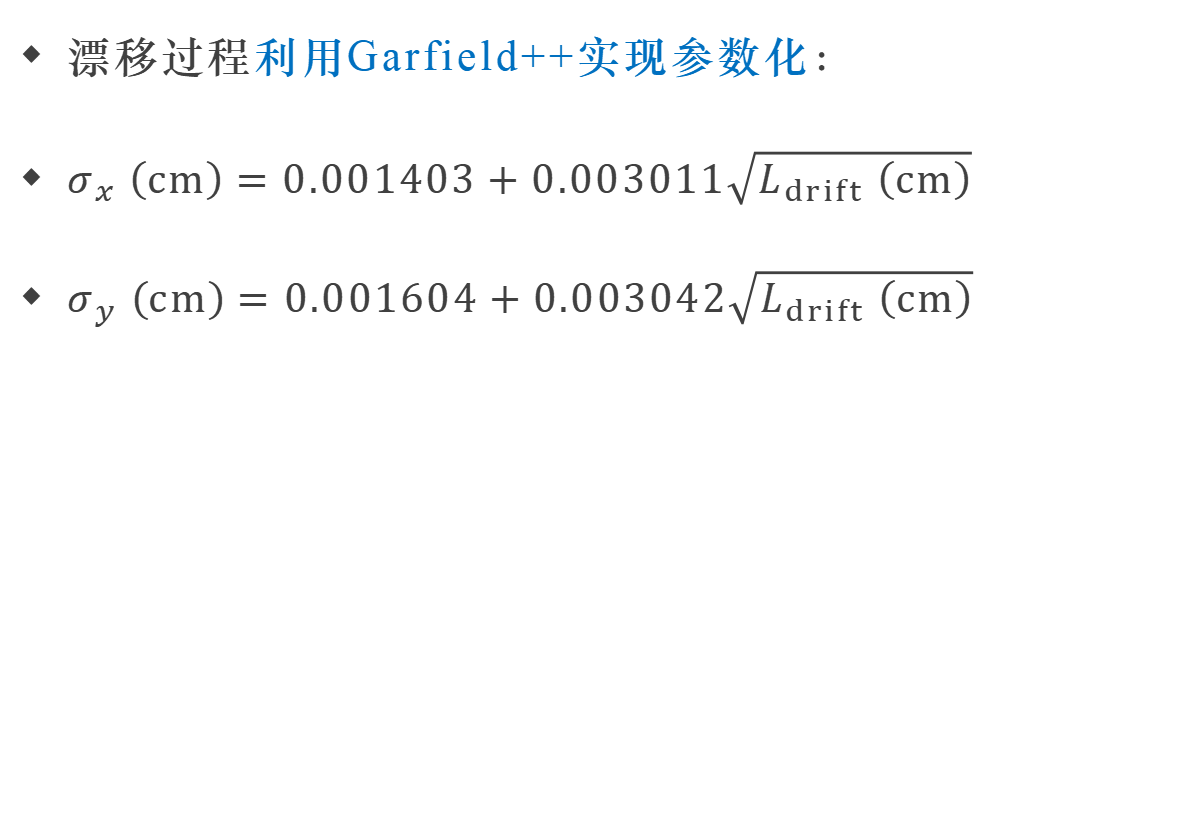 ◆ 漂移过程利用Garfield++实现参数化：
◆ σ_x (cm) = 0.001403 + 0.003011√(L_drift (cm))
◆ σ_y (cm) = 0.001604 + 0.003042√(L_drift (cm))